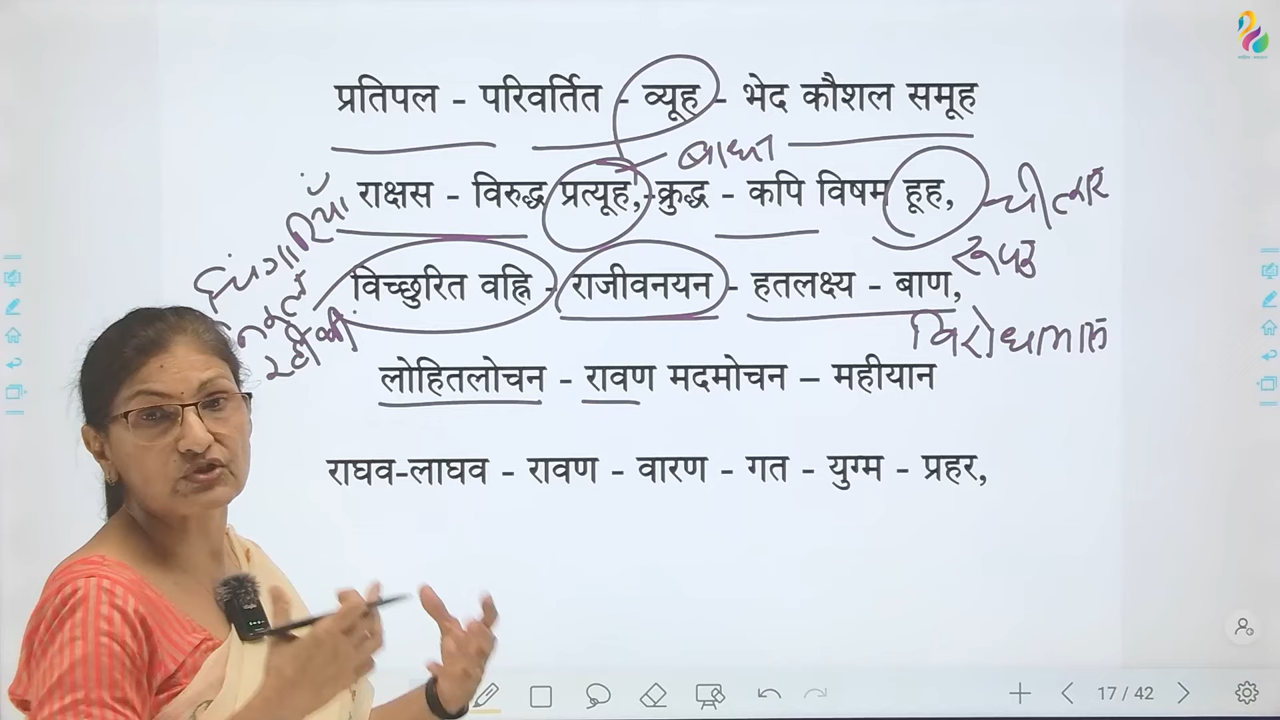 प्रतिपल - परिवर्तित - व्यूह - भेद कौशल समूह
बाधा
राक्षस - विरुद्ध प्रत्यूह,-क्रुद्ध - कपि विषम हूह,
चीत्कार
चिंगारियाँ
रूपक
विच्छुरित वह्नि - राजीवनयन - हतलक्ष्य - बाण,
विरोधाभास
लोहितलोचन - रावण मदमोचन – महीयान
राघव-लाघव - रावण - वारण - गत - युग्म - प्रहर,
17 / 42